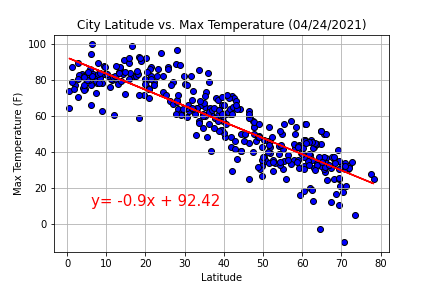 City Latitude vs. Max Temperature (04/24/2021)
100
80
60
40
20
0
Max Temperature (F)
y= -0.9x + 92.42
0 10 20 30 40 50 60 70 80
Latitude